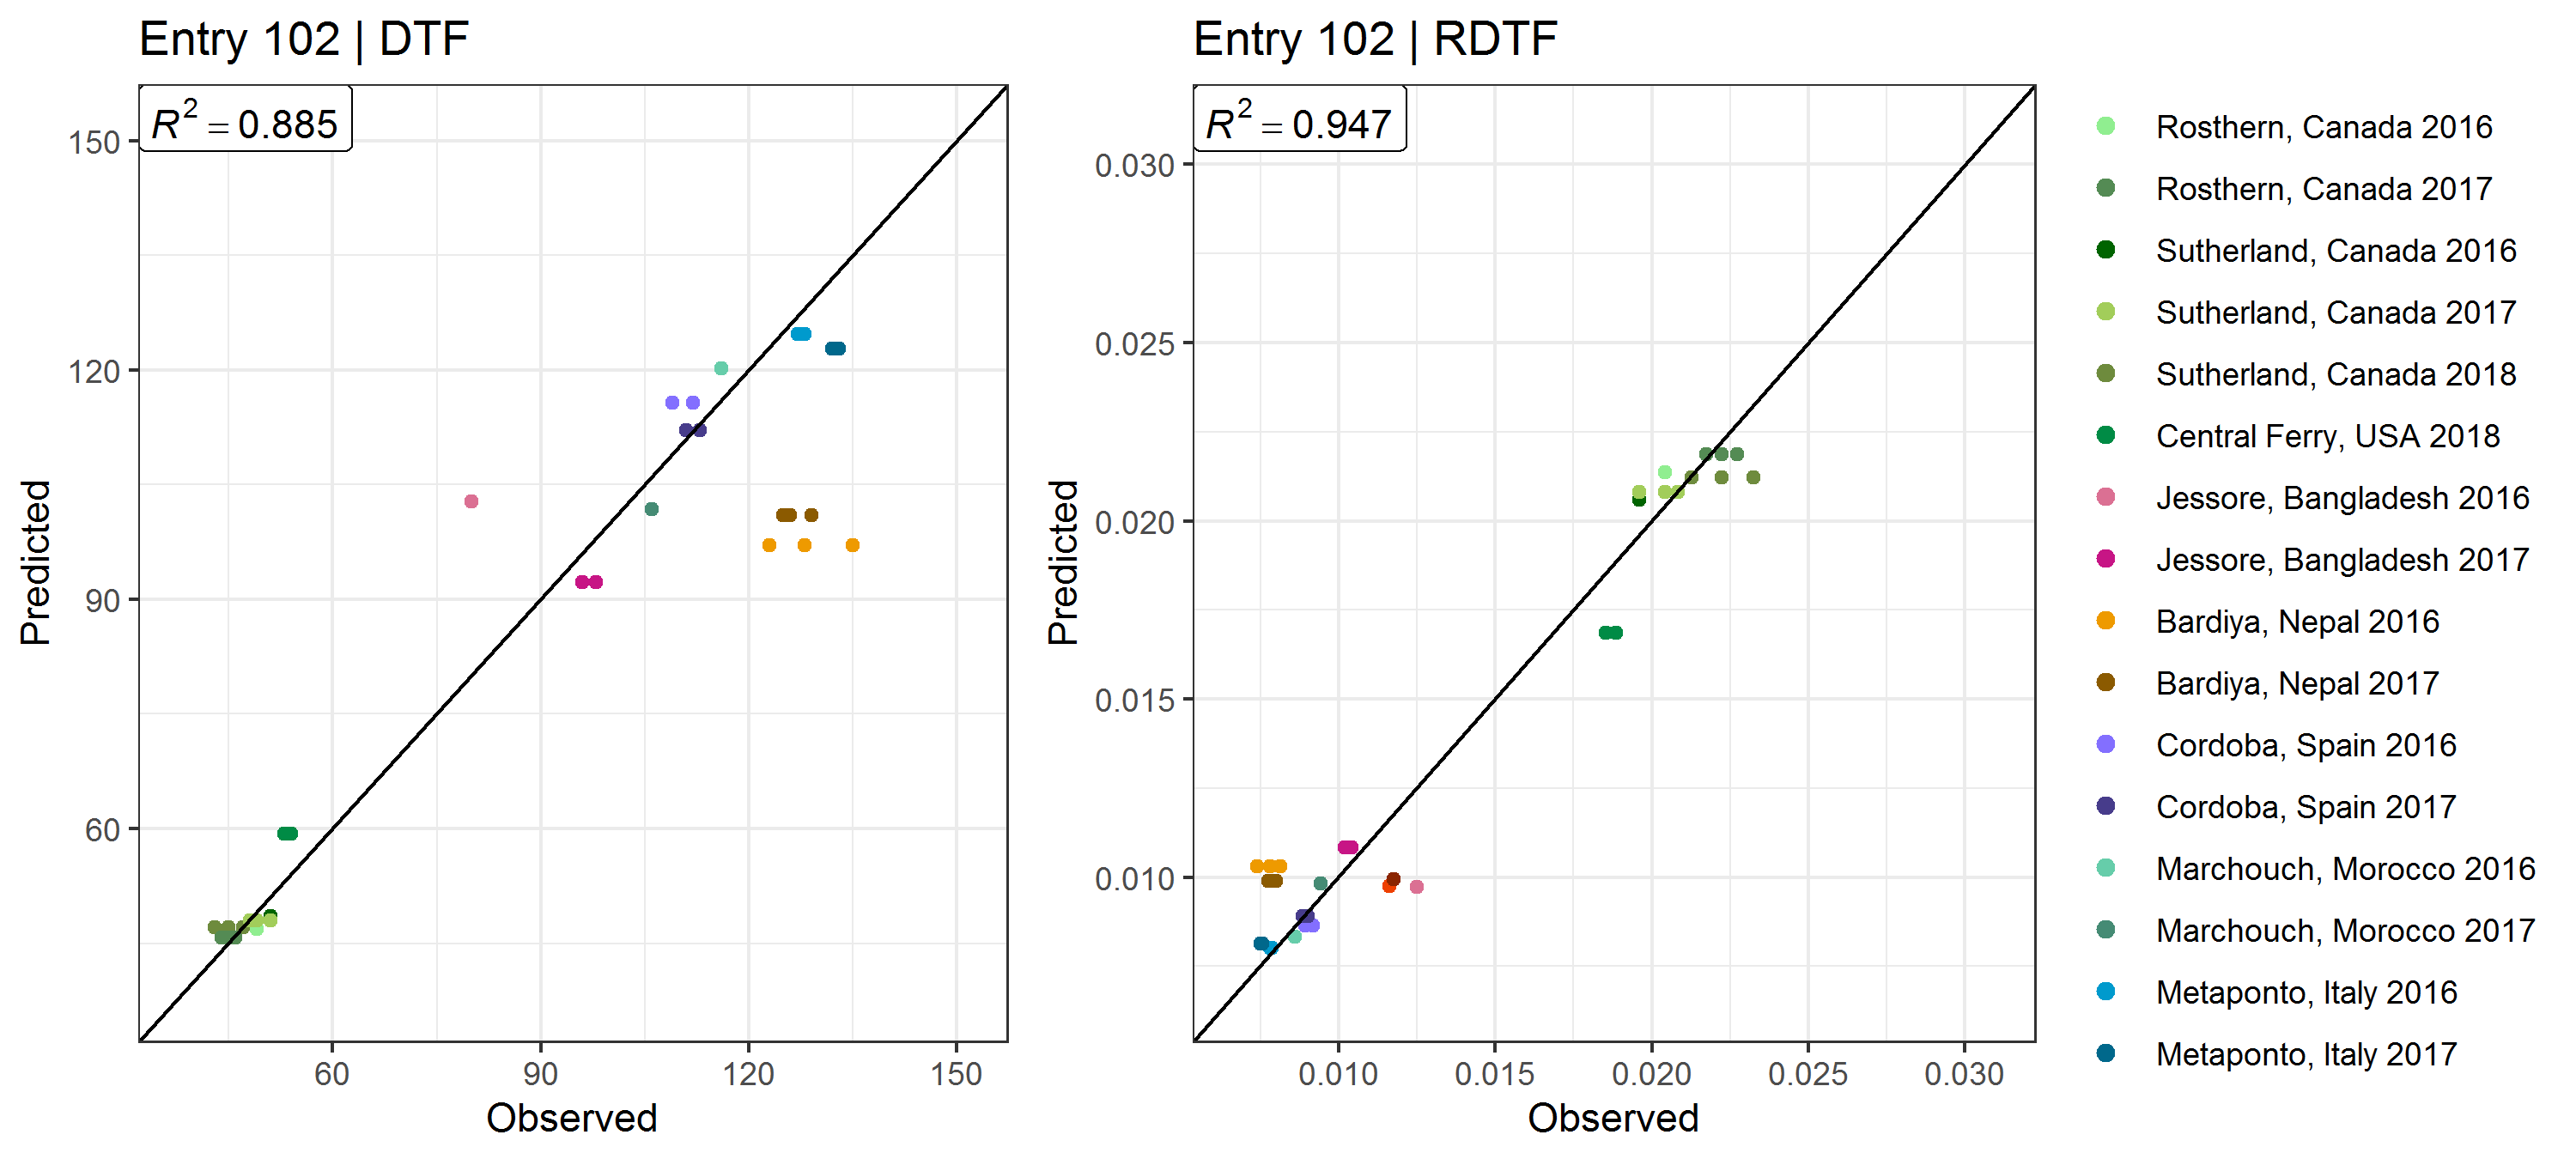 Entry 102 | DTF
R² = 0.885
150
120
90
60
Predicted
60 90 120 150
Observed
Entry 102 | RDTF
R² = 0.947
0.030
0.025
0.020
0.015
0.010
Predicted
0.010 0.015 0.020 0.025 0.030
Observed
Rosthern, Canada 2016
Rosthern, Canada 2017
Sutherland, Canada 2016
Sutherland, Canada 2017
Sutherland, Canada 2018
Central Ferry, USA 2018
Jessore, Bangladesh 2016
Jessore, Bangladesh 2017
Bardiya, Nepal 2016
Bardiya, Nepal 2017
Cordoba, Spain 2016
Cordoba, Spain 2017
Marchouch, Morocco 2016
Marchouch, Morocco 2017
Metaponto, Italy 2016
Metaponto, Italy 2017